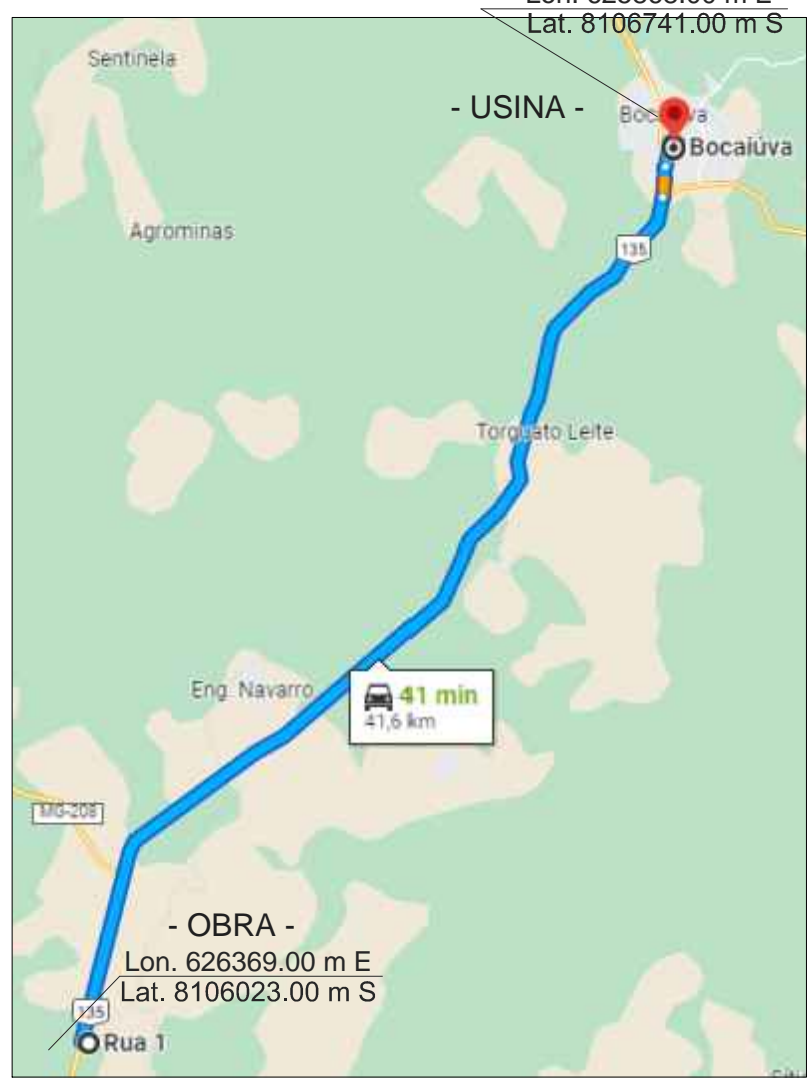 Lat. 8106741.00 m S
Sentinela
- USINA -
Bocaiúva
Agrominas
135
Torquato Leite
Eng. Navarro
41 min
41,6 km
MG-208
- OBRA -
Lon. 626369.00 m E
Lat. 8106023.00 m S
135
Rua 1